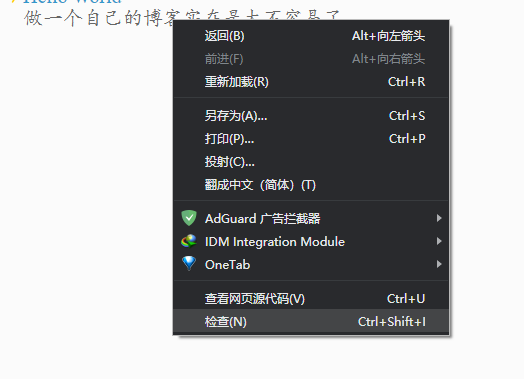 Hello World
做一个自己的博客实在是太不容易了
返回(B) Alt+向左箭头
前进(F) Alt+向右箭头
重新加载(R) Ctrl+R
另存为(A)... Ctrl+S
打印(P)... Ctrl+P
投射(C)...
翻成中文（简体）(T)
AdGuard 广告拦截器
IDM Integration Module
OneTab
查看网页源代码(V) Ctrl+U
检查(N) Ctrl+Shift+I